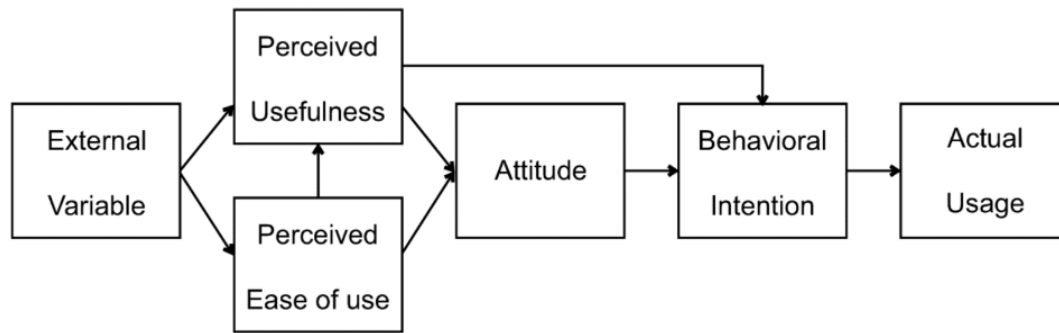 External
Variable
Perceived
Usefulness
Perceived
Ease of use
Attitude
Behavioral
Intention
Actual
Usage